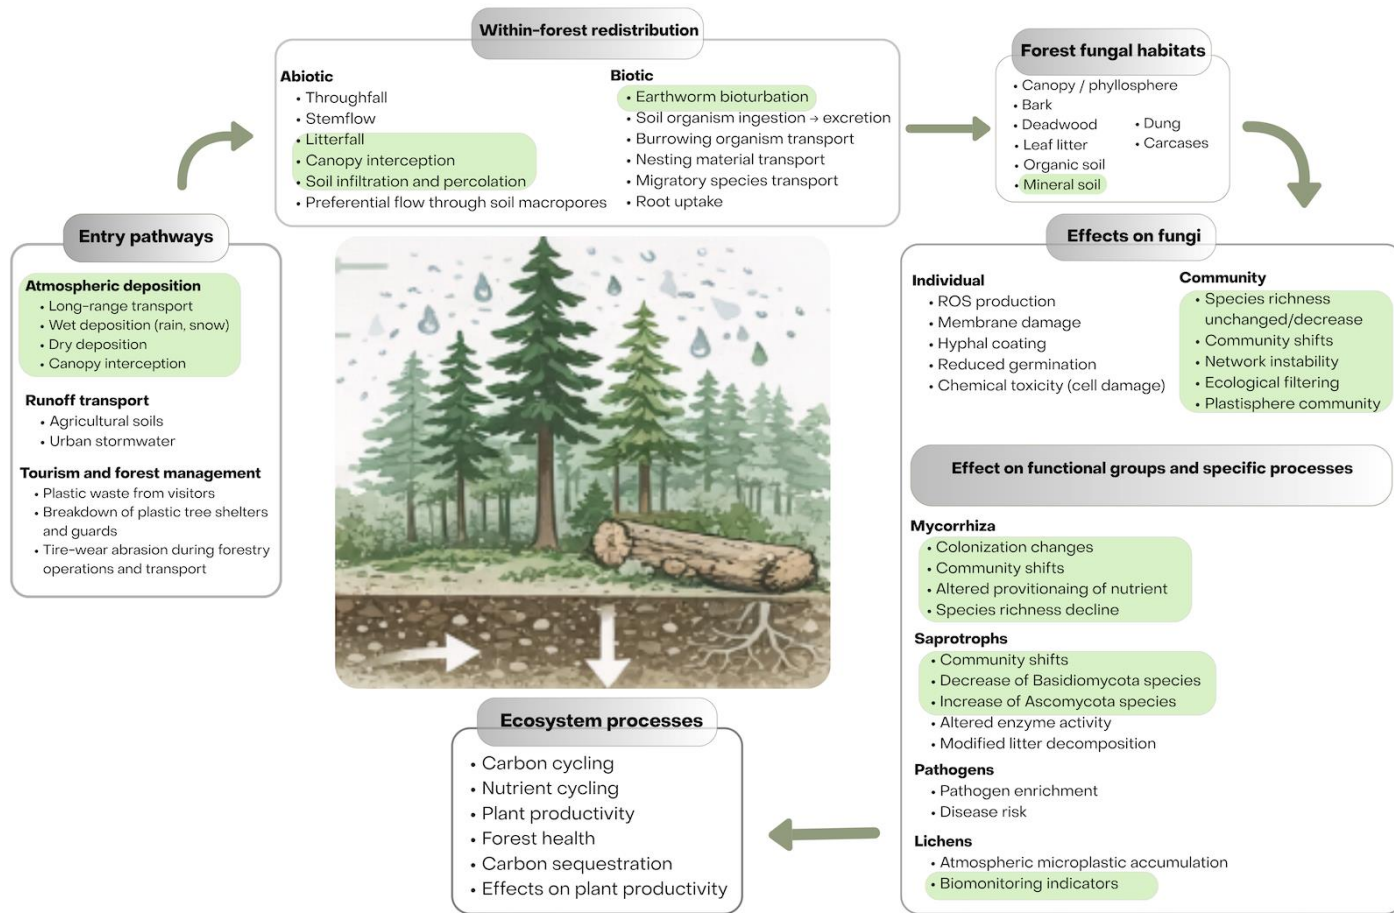 Within-forest redistribution
Abiotic
• Throughfall
• Stemflow
• Litterfall
• Canopy interception
• Soil infiltration and percolation
• Preferential flow through soil macropores
Biotic
• Earthworm bioturbation
• Soil organism ingestion → excretion
• Burrowing organism transport
• Nesting material transport
• Migratory species transport
• Root uptake
Forest fungal habitats
• Canopy / phyllosphere
• Bark
• Deadwood
• Leaf litter
• Organic soil
• Mineral soil
• Dung
• Carcases
Entry pathways
Atmospheric deposition
• Long-range transport
• Wet deposition (rain, snow)
• Dry deposition
• Canopy interception
Runoff transport
• Agricultural soils
• Urban stormwater
Tourism and forest management
• Plastic waste from visitors
• Breakdown of plastic tree shelters
and guards
• Tire-wear abrasion during forestry
operations and transport
Effects on fungi
Individual
• ROS production
• Membrane damage
• Hyphal coating
• Reduced germination
• Chemical toxicity (cell damage)
Community
• Species richness
unchanged/decrease
• Community shifts
• Network instability
• Ecological filtering
• Plastisphere community
Effect on functional groups and specific processes
Mycorrhiza
• Colonization changes
• Community shifts
• Altered provitionaing of nutrient
• Species richness decline
Saprotrophs
• Community shifts
• Decrease of Basidiomycota species
• Increase of Ascomycota species
• Altered enzyme activity
• Modified litter decomposition
Pathogens
• Pathogen enrichment
• Disease risk
Lichens
• Atmospheric microplastic accumulation
• Biomonitoring indicators
Ecosystem processes
• Carbon cycling
• Nutrient cycling
• Plant productivity
• Forest health
• Carbon sequestration
• Effects on plant productivity